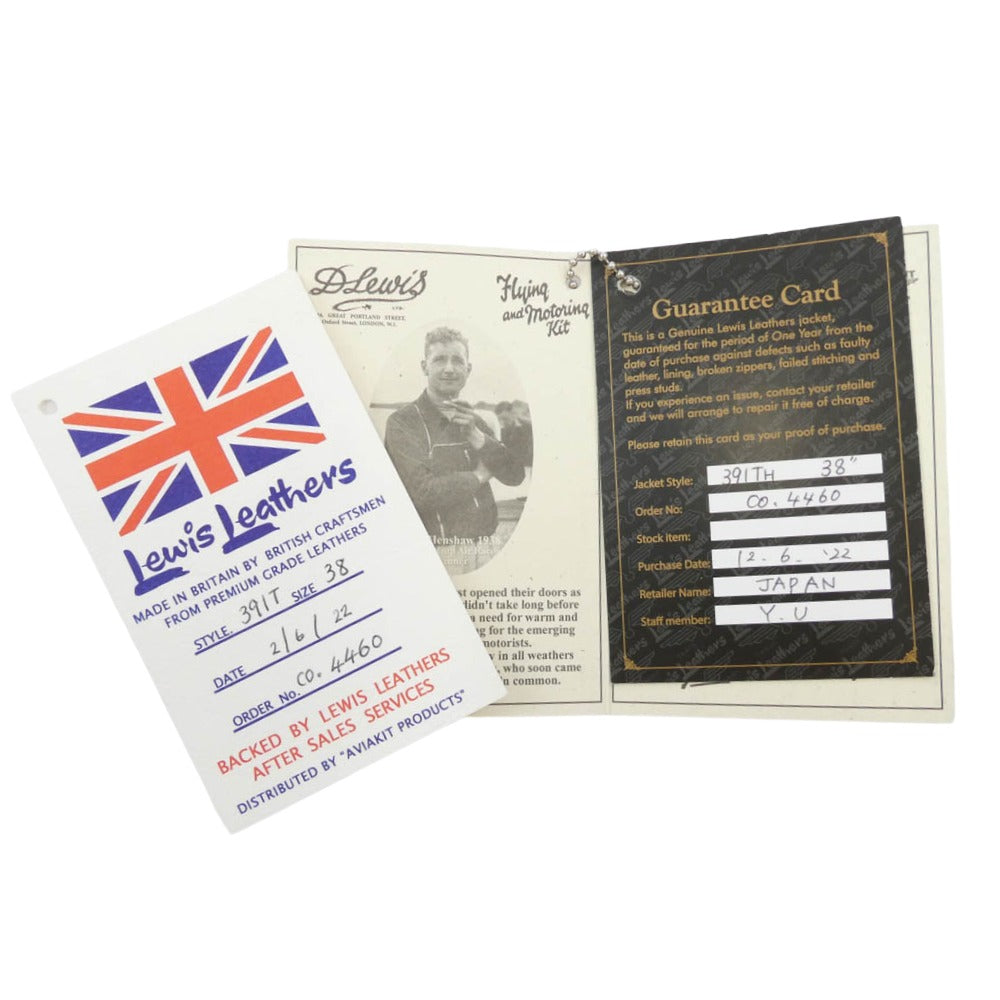 Lewis Leathers
MADE IN BRITAIN BY BRITISH CRAFTSMEN
FROM PREMIUM GRADE LEATHERS
STYLE. 391T SIZE 38
DATE 2/6/22
ORDER No. CO. 4460
BACKED BY LEWIS LEATHERS
AFTER SALES SERVICES
DISTRIBUTED BY "AVIAKIT PRODUCTS"
D Lewis
LTD.
GREAT PORTLAND STREET,
Oxford Street, LONDON, W.1.
Flying
and Motoring
Kit
Henshaw 1938
Air Race
st opened their doors as
didn't take long before
need for warm and
ng for the emerging
motorists.
y in all weathers
, who soon came
n common.
Guarantee Card
This is a Genuine Lewis Leathers jacket,
guaranteed for the period of One Year from the
date of purchase against defects such as faulty
leather, lining, broken zippers, failed stitching and
press studs.
If you experience an issue, contact your retailer
and we will arrange to repair it free of charge.
Please retain this card as your proof of purchase.
Jacket Style: 391TH 38"
Order No: CO. 4460
Stock Item:
Purchase Date: 12. 6. '22
Retailer Name: JAPAN
Staff member: Y. U